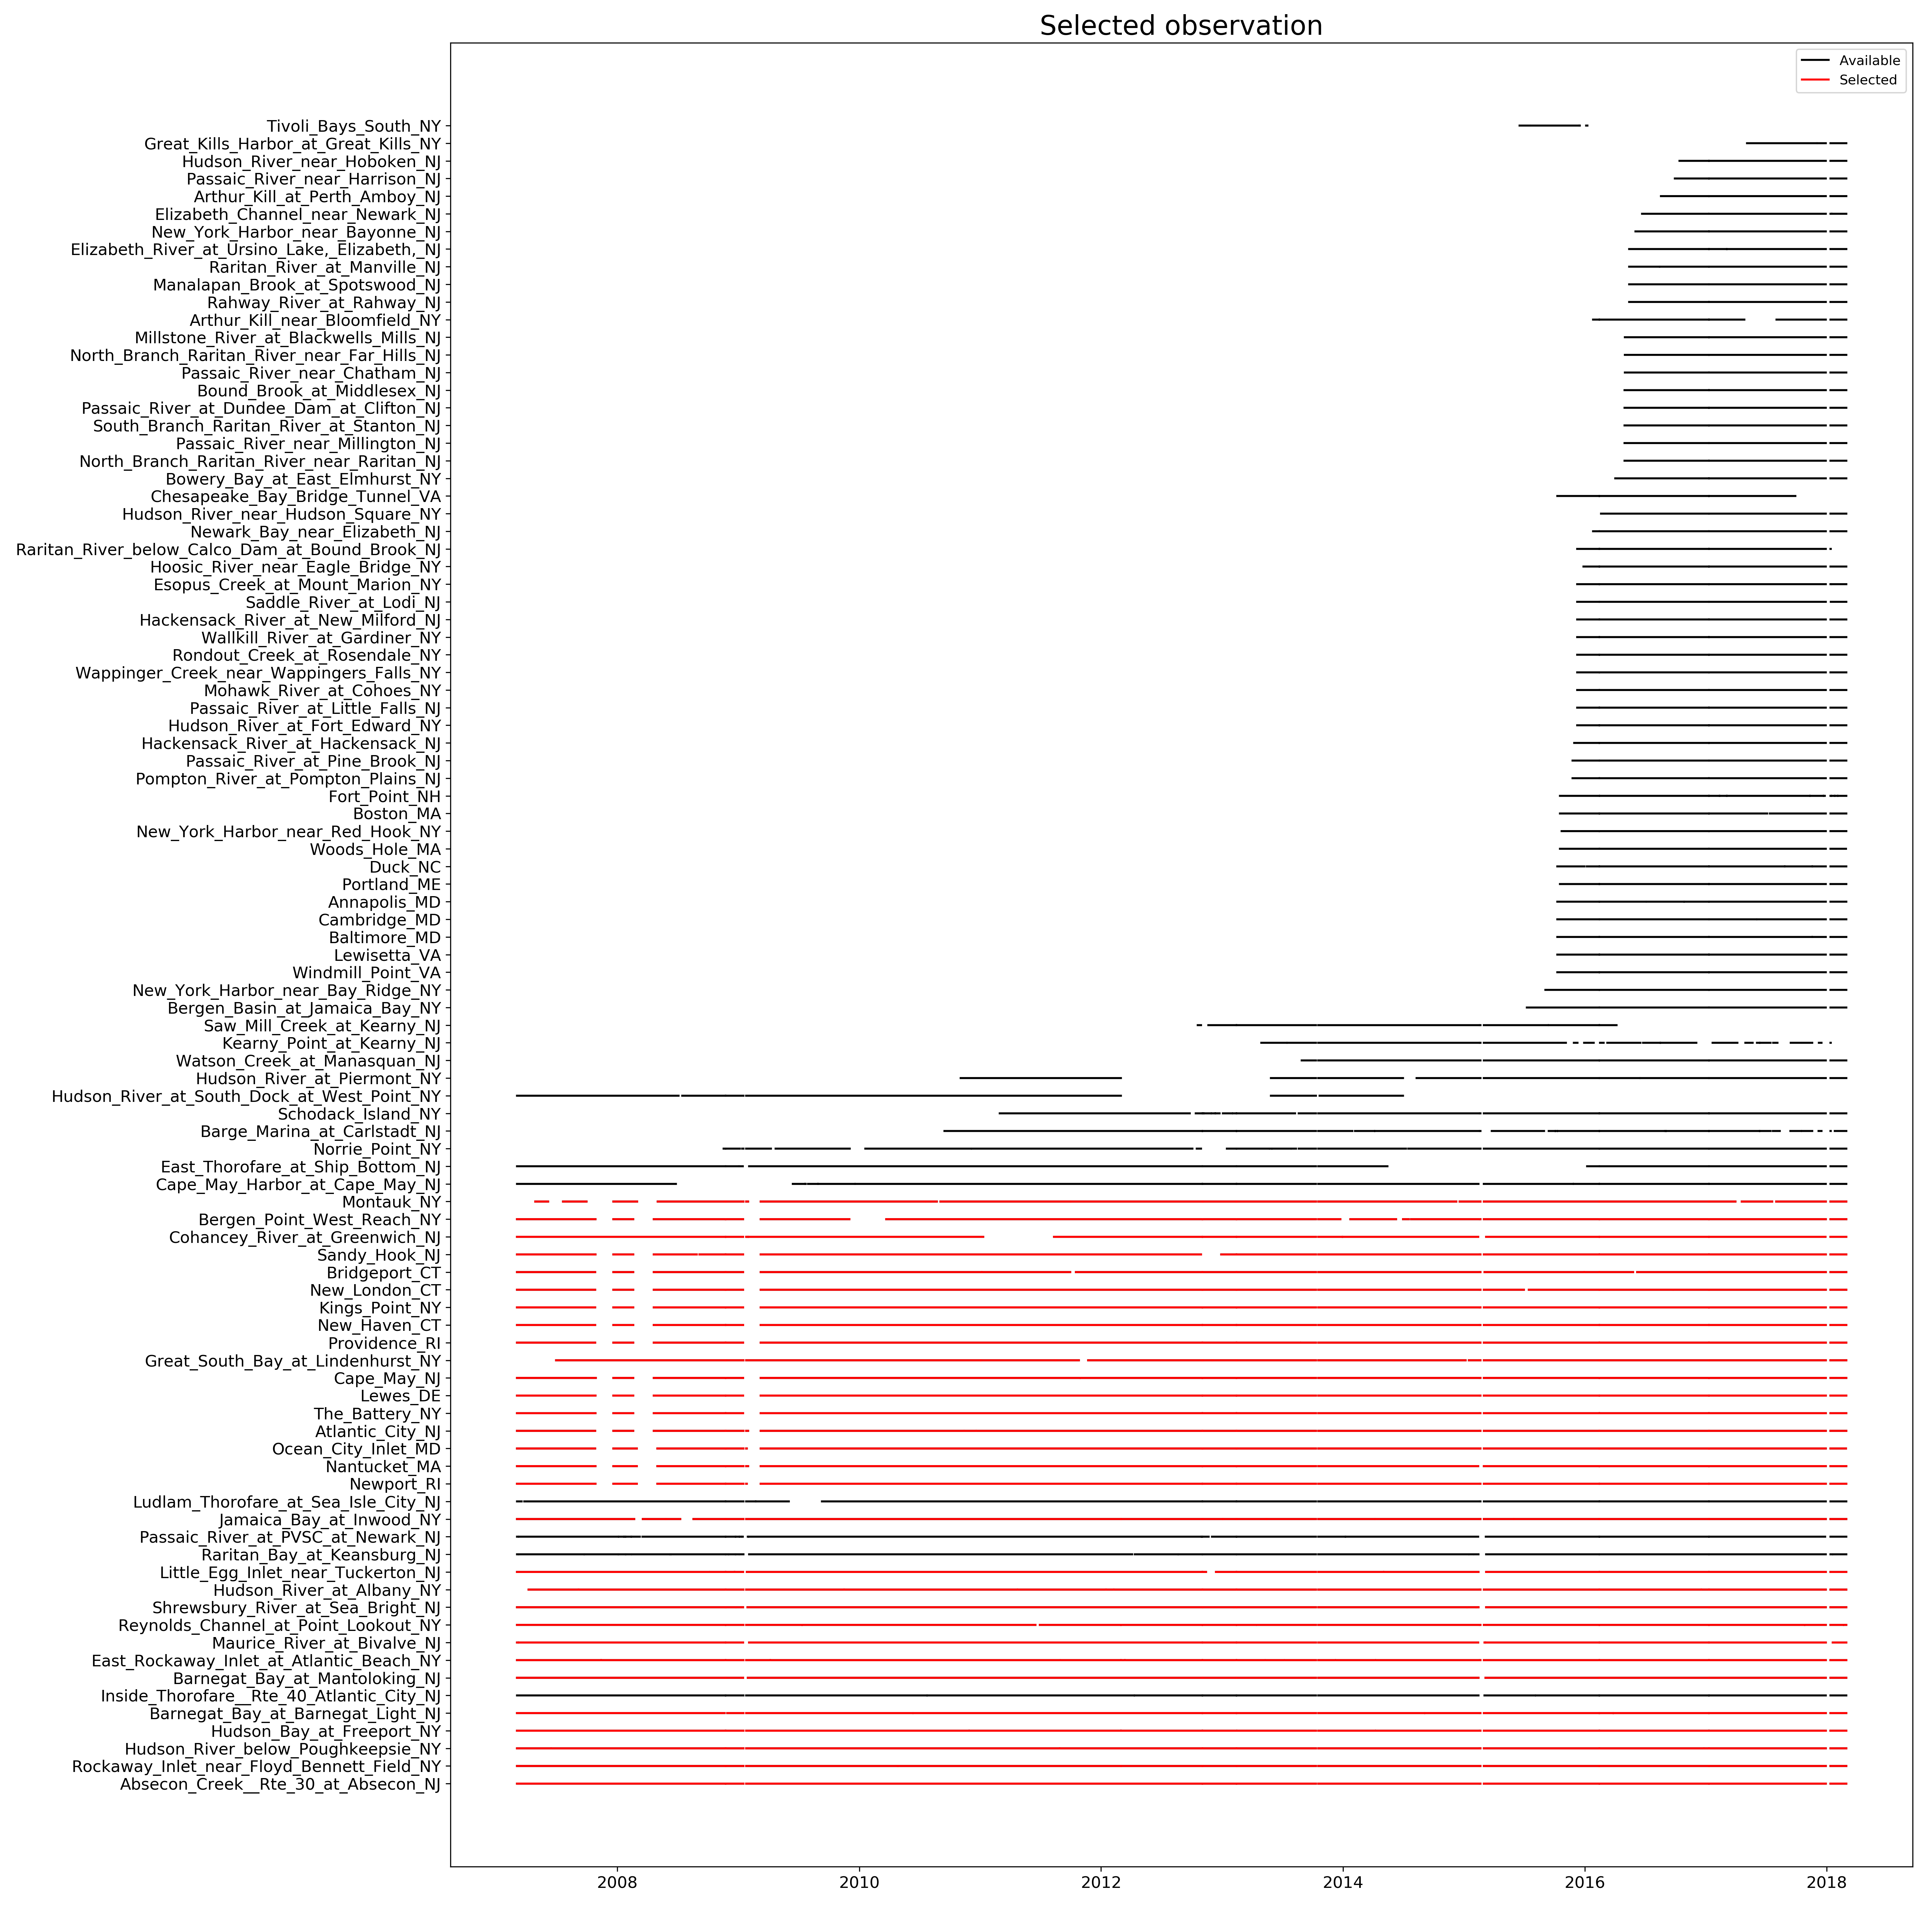 Selected observation
Available
Selected
Tivoli_Bays_South_NY
Great_Kills_Harbor_at_Great_Kills_NY
Hudson_River_near_Hoboken_NJ
Passaic_River_near_Harrison_NJ
Arthur_Kill_at_Perth_Amboy_NJ
Elizabeth_Channel_near_Newark_NJ
New_York_Harbor_near_Bayonne_NJ
Elizabeth_River_at_Ursino_Lake,_Elizabeth,_NJ
Raritan_River_at_Manville_NJ
Manalapan_Brook_at_Spotswood_NJ
Rahway_River_at_Rahway_NJ
Arthur_Kill_near_Bloomfield_NY
Millstone_River_at_Blackwells_Mills_NJ
North_Branch_Raritan_River_near_Far_Hills_NJ
Passaic_River_near_Chatham_NJ
Bound_Brook_at_Middlesex_NJ
Passaic_River_at_Dundee_Dam_at_Clifton_NJ
South_Branch_Raritan_River_at_Stanton_NJ
Passaic_River_near_Millington_NJ
North_Branch_Raritan_River_near_Raritan_NJ
Bowery_Bay_at_East_Elmhurst_NY
Chesapeake_Bay_Bridge_Tunnel_VA
Hudson_River_near_Hudson_Square_NY
Newark_Bay_near_Elizabeth_NJ
Raritan_River_below_Calco_Dam_at_Bound_Brook_NJ
Hoosic_River_near_Eagle_Bridge_NY
Esopus_Creek_at_Mount_Marion_NY
Saddle_River_at_Lodi_NJ
Hackensack_River_at_New_Milford_NJ
Wallkill_River_at_Gardiner_NY
Rondout_Creek_at_Rosendale_NY
Wappinger_Creek_near_Wappingers_Falls_NY
Mohawk_River_at_Cohoes_NY
Passaic_River_at_Little_Falls_NJ
Hudson_River_at_Fort_Edward_NY
Hackensack_River_at_Hackensack_NJ
Passaic_River_at_Pine_Brook_NJ
Pompton_River_at_Pompton_Plains_NJ
Fort_Point_NH
Boston_MA
New_York_Harbor_near_Red_Hook_NY
Woods_Hole_MA
Duck_NC
Portland_ME
Annapolis_MD
Cambridge_MD
Baltimore_MD
Lewisetta_VA
Windmill_Point_VA
New_York_Harbor_near_Bay_Ridge_NY
Bergen_Basin_at_Jamaica_Bay_NY
Saw_Mill_Creek_at_Kearny_NJ
Kearny_Point_at_Kearny_NJ
Watson_Creek_at_Manasquan_NJ
Hudson_River_at_Piermont_NY
Hudson_River_at_South_Dock_at_West_Point_NY
Schodack_Island_NY
Barge_Marina_at_Carlstadt_NJ
Norrie_Point_NY
East_Thorofare_at_Ship_Bottom_NJ
Cape_May_Harbor_at_Cape_May_NJ
Montauk_NY
Bergen_Point_West_Reach_NY
Cohancey_River_at_Greenwich_NJ
Sandy_Hook_NJ
Bridgeport_CT
New_London_CT
Kings_Point_NY
New_Haven_CT
Providence_RI
Great_South_Bay_at_Lindenhurst_NY
Cape_May_NJ
Lewes_DE
The_Battery_NY
Atlantic_City_NJ
Ocean_City_Inlet_MD
Nantucket_MA
Newport_RI
Ludlam_Thorofare_at_Sea_Isle_City_NJ
Jamaica_Bay_at_Inwood_NY
Passaic_River_at_PVSC_at_Newark_NJ
Raritan_Bay_at_Keansburg_NJ
Little_Egg_Inlet_near_Tuckerton_NJ
Hudson_River_at_Albany_NY
Shrewsbury_River_at_Sea_Bright_NJ
Reynolds_Channel_at_Point_Lookout_NY
Maurice_River_at_Bivalve_NJ
East_Rockaway_Inlet_at_Atlantic_Beach_NY
Barnegat_Bay_at_Mantoloking_NJ
Inside_Thorofare__Rte_40_Atlantic_City_NJ
Barnegat_Bay_at_Barnegat_Light_NJ
Hudson_Bay_at_Freeport_NY
Hudson_River_below_Poughkeepsie_NY
Rockaway_Inlet_near_Floyd_Bennett_Field_NY
Absecon_Creek__Rte_30_at_Absecon_NJ
2008 2010 2012 2014 2016 2018